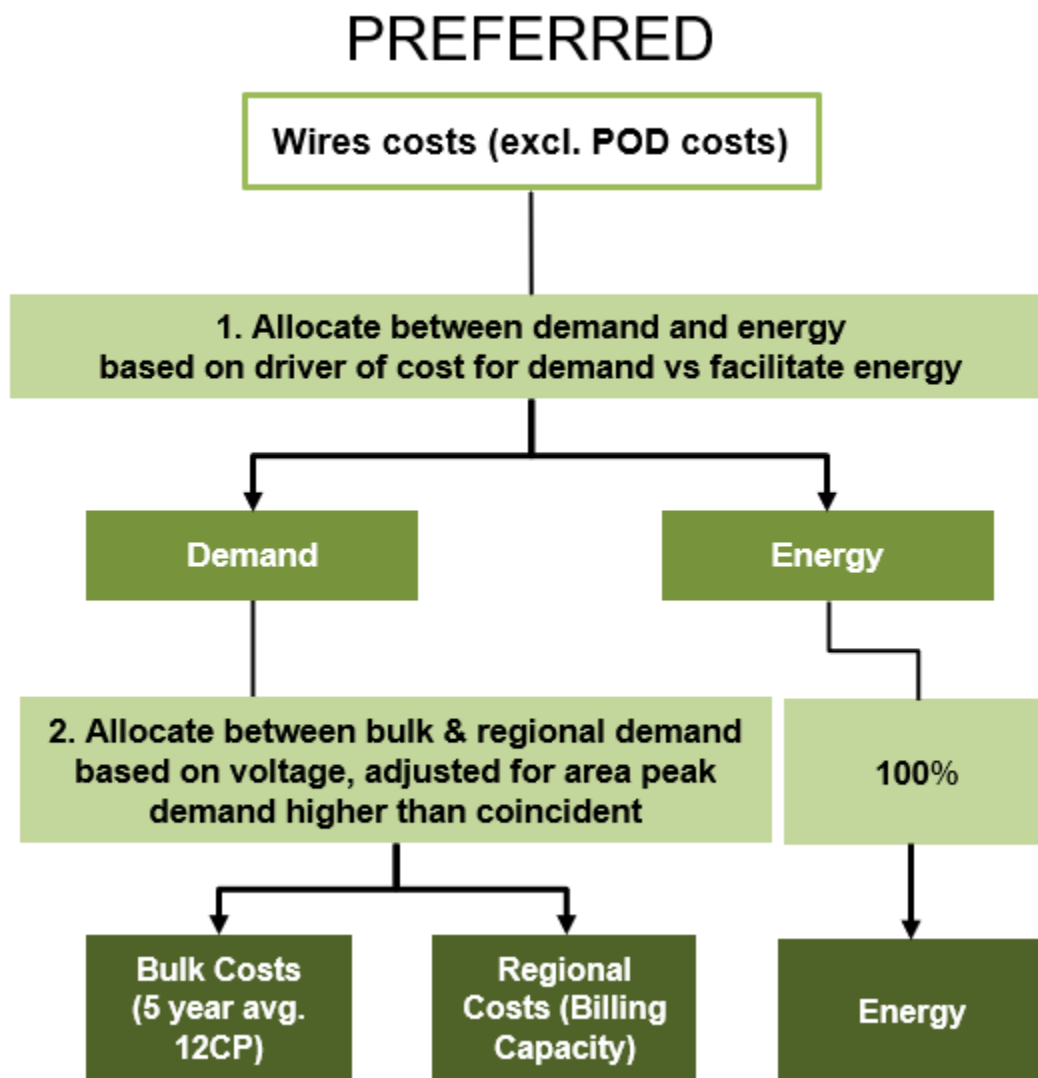 PREFERRED
Wires costs (excl. POD costs)
1. Allocate between demand and energy
based on driver of cost for demand vs facilitate energy
Demand
Energy
2. Allocate between bulk & regional demand
based on voltage, adjusted for area peak
demand higher than coincident
100%
Bulk Costs
(5 year avg.
12CP)
Regional
Costs (Billing
Capacity)
Energy